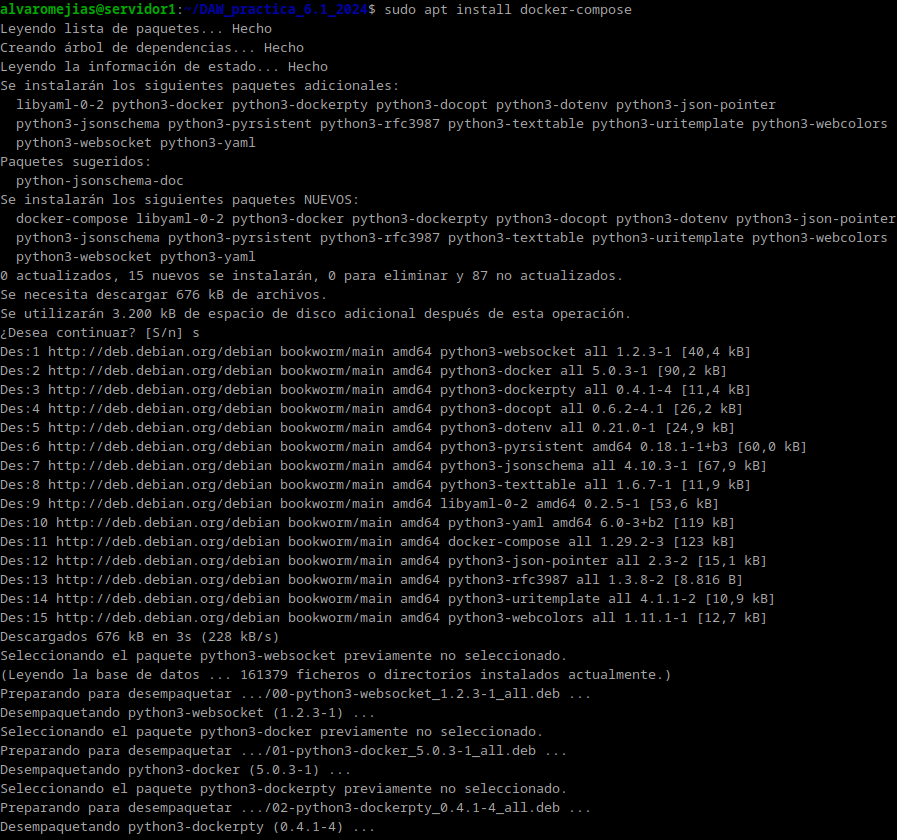 alvaromejias@servidor1:~/DAW_practica_6.1_2024$ sudo apt install docker-compose
Leyendo lista de paquetes... Hecho
Creando árbol de dependencias... Hecho
Leyendo la información de estado... Hecho
Se instalarán los siguientes paquetes adicionales:
  libyaml-0-2 python3-docker python3-dockerpty python3-docopt python3-dotenv python3-json-pointer
  python3-jsonschema python3-pyrsistent python3-rfc3987 python3-texttable python3-uritemplate python3-webcolors
  python3-websocket python3-yaml
Paquetes sugeridos:
  python-jsonschema-doc
Se instalarán los siguientes paquetes NUEVOS:
  docker-compose libyaml-0-2 python3-docker python3-dockerpty python3-docopt python3-dotenv python3-json-pointer
  python3-jsonschema python3-pyrsistent python3-rfc3987 python3-texttable python3-uritemplate python3-webcolors
  python3-websocket python3-yaml
0 actualizados, 15 nuevos se instalarán, 0 para eliminar y 87 no actualizados.
Se necesita descargar 676 kB de archivos.
Se utilizarán 3.200 kB de espacio de disco adicional después de esta operación.
¿Desea continuar? [S/n] s
Des:1 http://deb.debian.org/debian bookworm/main amd64 python3-websocket all 1.2.3-1 [40,4 kB]
Des:2 http://deb.debian.org/debian bookworm/main amd64 python3-docker all 5.0.3-1 [90,2 kB]
Des:3 http://deb.debian.org/debian bookworm/main amd64 python3-dockerpty all 0.4.1-4 [11,4 kB]
Des:4 http://deb.debian.org/debian bookworm/main amd64 python3-docopt all 0.6.2-4.1 [26,2 kB]
Des:5 http://deb.debian.org/debian bookworm/main amd64 python3-dotenv all 0.21.0-1 [24,9 kB]
Des:6 http://deb.debian.org/debian bookworm/main amd64 python3-pyrsistent amd64 0.18.1-1+b3 [60,0 kB]
Des:7 http://deb.debian.org/debian bookworm/main amd64 python3-jsonschema all 4.10.3-1 [67,9 kB]
Des:8 http://deb.debian.org/debian bookworm/main amd64 python3-texttable all 1.6.7-1 [11,9 kB]
Des:9 http://deb.debian.org/debian bookworm/main amd64 libyaml-0-2 amd64 0.2.5-1 [53,6 kB]
Des:10 http://deb.debian.org/debian bookworm/main amd64 python3-yaml amd64 6.0-3+b2 [119 kB]
Des:11 http://deb.debian.org/debian bookworm/main amd64 docker-compose all 1.29.2-3 [123 kB]
Des:12 http://deb.debian.org/debian bookworm/main amd64 python3-json-pointer all 2.3-2 [15,1 kB]
Des:13 http://deb.debian.org/debian bookworm/main amd64 python3-rfc3987 all 1.3.8-2 [8.816 B]
Des:14 http://deb.debian.org/debian bookworm/main amd64 python3-uritemplate all 4.1.1-2 [10,9 kB]
Des:15 http://deb.debian.org/debian bookworm/main amd64 python3-webcolors all 1.11.1-1 [12,7 kB]
Descargados 676 kB en 3s (228 kB/s)
Seleccionando el paquete python3-websocket previamente no seleccionado.
(Leyendo la base de datos ... 161379 ficheros o directorios instalados actualmente.)
Preparando para desempaquetar .../00-python3-websocket_1.2.3-1_all.deb ...
Desempaquetando python3-websocket (1.2.3-1) ...
Seleccionando el paquete python3-docker previamente no seleccionado.
Preparando para desempaquetar .../01-python3-docker_5.0.3-1_all.deb ...
Desempaquetando python3-docker (5.0.3-1) ...
Seleccionando el paquete python3-dockerpty previamente no seleccionado.
Preparando para desempaquetar .../02-python3-dockerpty_0.4.1-4_all.deb ...
Desempaquetando python3-dockerpty (0.4.1-4) ...